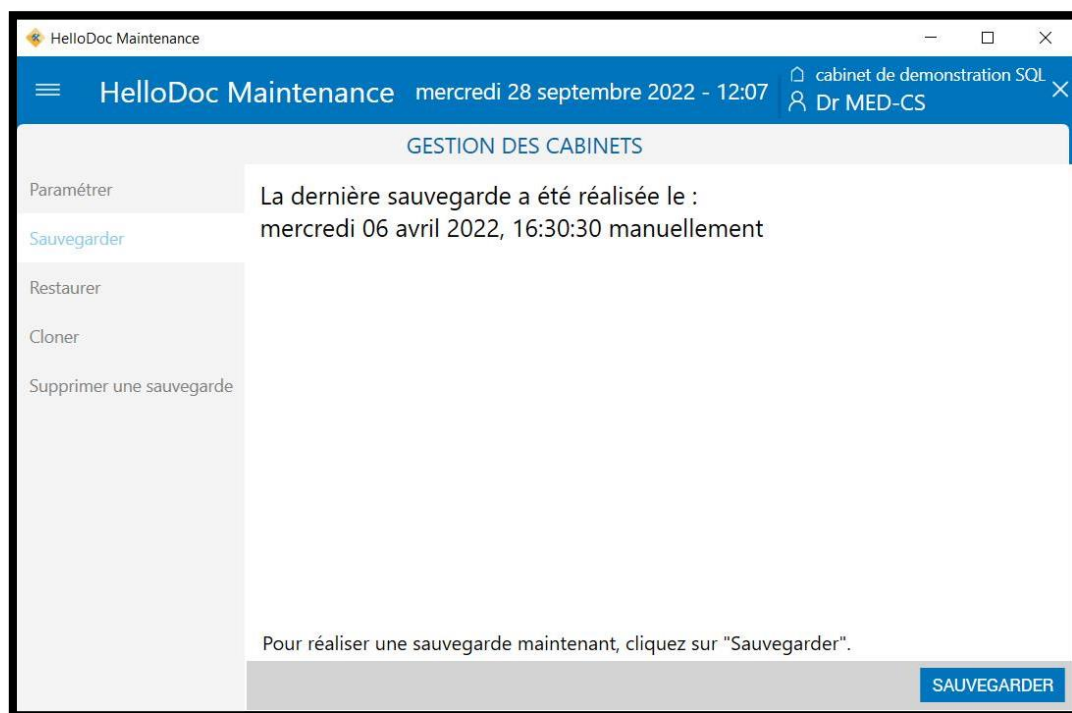 HelloDoc Maintenance
HelloDoc Maintenance mercredi 28 septembre 2022 - 12:07
cabinet de demonstration SQL
Dr MED-CS
GESTION DES CABINETS
Paramétrer
Sauvegarder
Restaurer
Cloner
Supprimer une sauvegarde
La dernière sauvegarde a été réalisée le :
mercredi 06 avril 2022, 16:30:30 manuellement
Pour réaliser une sauvegarde maintenant, cliquez sur "Sauvegarder".
SAUVEGARDER